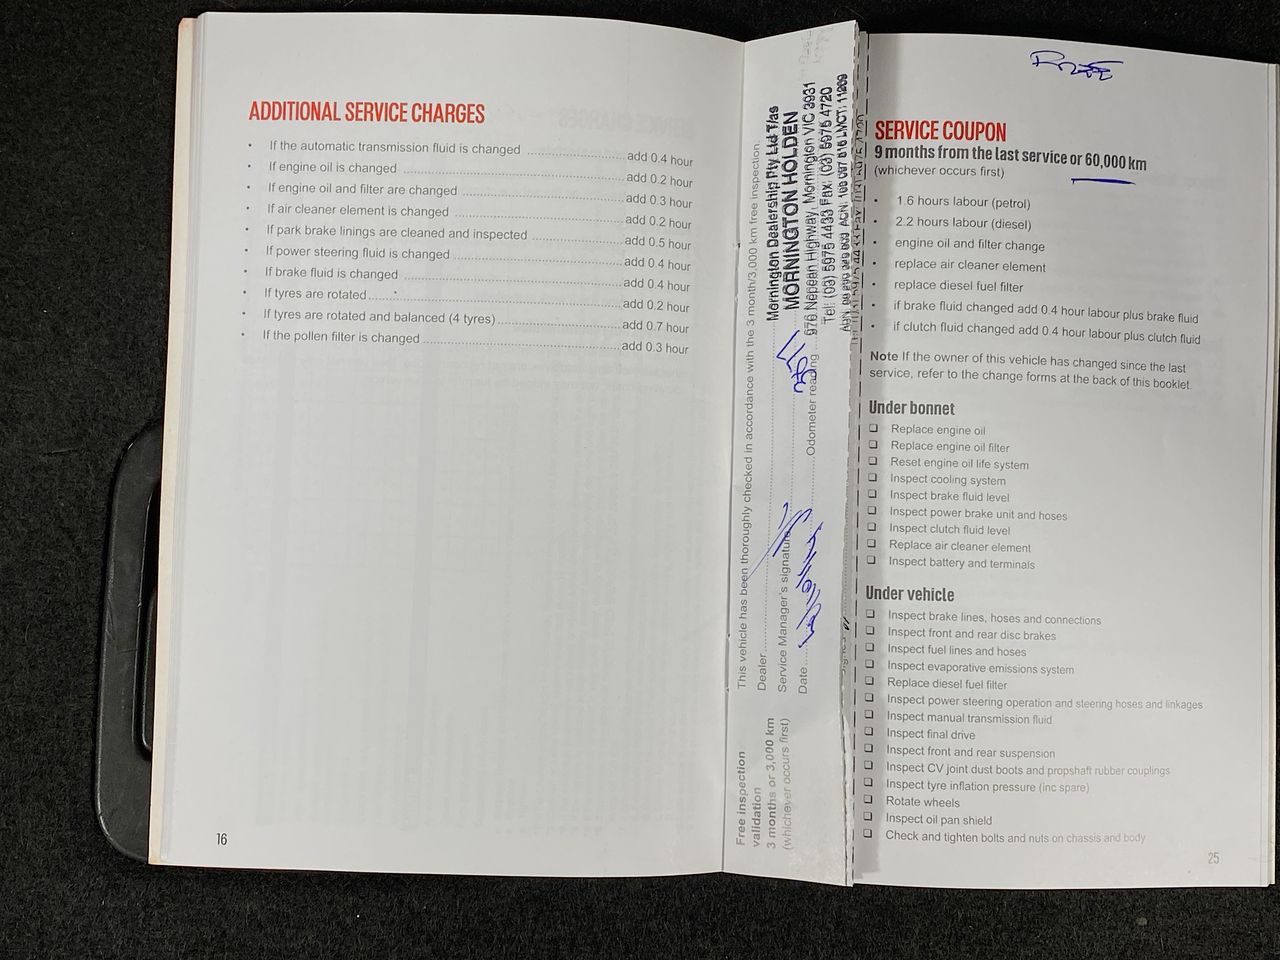 ADDITIONAL SERVICE CHARGES
• If the automatic transmission fluid is changed ........................ add 0.4 hour
• If engine oil is changed ........................ add 0.2 hour
• If engine oil and filter are changed ........................ add 0.3 hour
• If air cleaner element is changed ........................ add 0.2 hour
• If park brake linings are cleaned and inspected ........................ add 0.5 hour
• If power steering fluid is changed ........................ add 0.4 hour
• If brake fluid is changed ........................ add 0.4 hour
• If tyres are rotated ........................ add 0.2 hour
• If tyres are rotated and balanced (4 tyres) ........................ add 0.7 hour
• If the pollen filter is changed ........................ add 0.3 hour
16
Free inspection
validation
3 months or 3,000 km
(whichever occurs first)
This vehicle has been thoroughly checked in accordance with the 3 month/3,000 km free inspection.
Dealer
Service Manager's signature
Date
Odometer reading
Mornington Dealership Pty Ltd T/as
MORNINGTON HOLDEN
976 Nepean Highway, Mornington VIC 3931
Tel: (03) 5975 4433 Fax: (03) 5975 4720
SERVICE COUPON
9 months from the last service or 60,000 km
(whichever occurs first)
• 1.6 hours labour (petrol)
• 2.2 hours labour (diesel)
• engine oil and filter change
• replace air cleaner element
• replace diesel fuel filter
• if brake fluid changed add 0.4 hour labour plus brake fluid
• if clutch fluid changed add 0.4 hour labour plus clutch fluid
Note If the owner of this vehicle has changed since the last
service, refer to the change forms at the back of this booklet.
Under bonnet
❑ Replace engine oil
❑ Replace engine oil filter
❑ Reset engine oil life system
❑ Inspect cooling system
❑ Inspect brake fluid level
❑ Inspect power brake unit and hoses
❑ Inspect clutch fluid level
❑ Replace air cleaner element
❑ Inspect battery and terminals
Under vehicle
❑ Inspect brake lines, hoses and connections
❑ Inspect front and rear disc brakes
❑ Inspect fuel lines and hoses
❑ Inspect evaporative emissions system
❑ Replace diesel fuel filter
❑ Inspect power steering operation and steering hoses and linkages
❑ Inspect manual transmission fluid
❑ Inspect final drive
❑ Inspect front and rear suspension
❑ Inspect CV joint dust boots and propshaft rubber couplings
❑ Inspect tyre inflation pressure (inc spare)
❑ Rotate wheels
❑ Inspect oil pan shield
❑ Check and tighten bolts and nuts on chassis and body
25